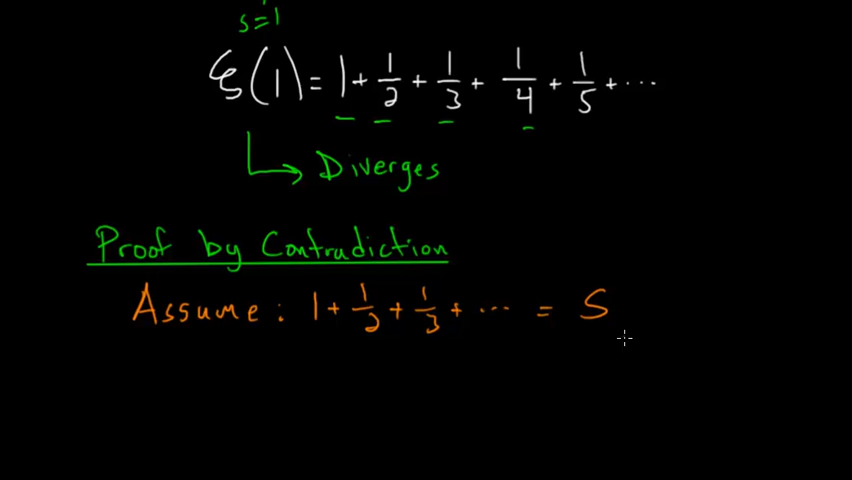 s=1
ξ(1) = 1 + 1/2 + 1/3 + 1/4 + 1/5 + ...
Diverges
Proof by Contradiction
Assume: 1 + 1/2 + 1/3 + ... = S